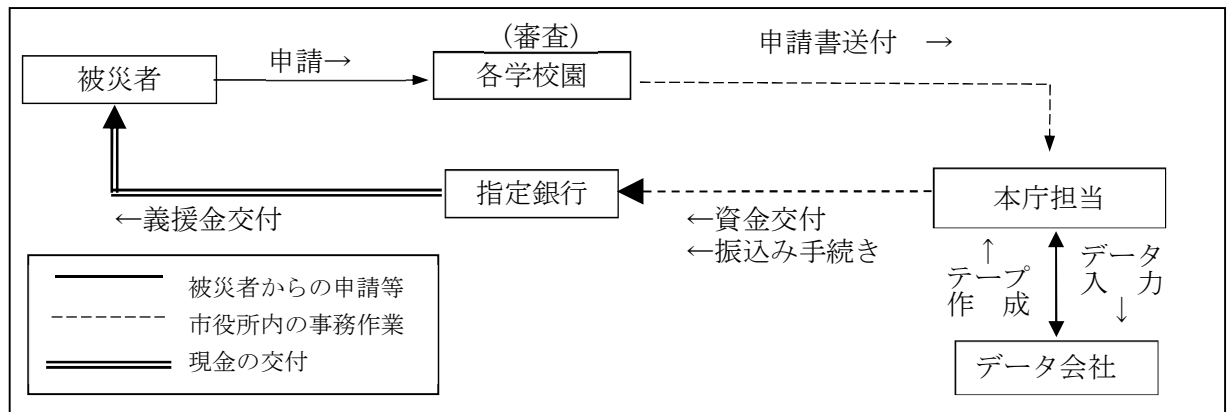 (審査)
申請書送付 →
申請→
被災者
各学校園
指定銀行
本庁担当
←義援金交付
←資金交付
←振込み手続き
↑
テープ
作成
データ
入力
↓
被災者からの申請等
市役所内の事務作業
現金の交付
データ会社